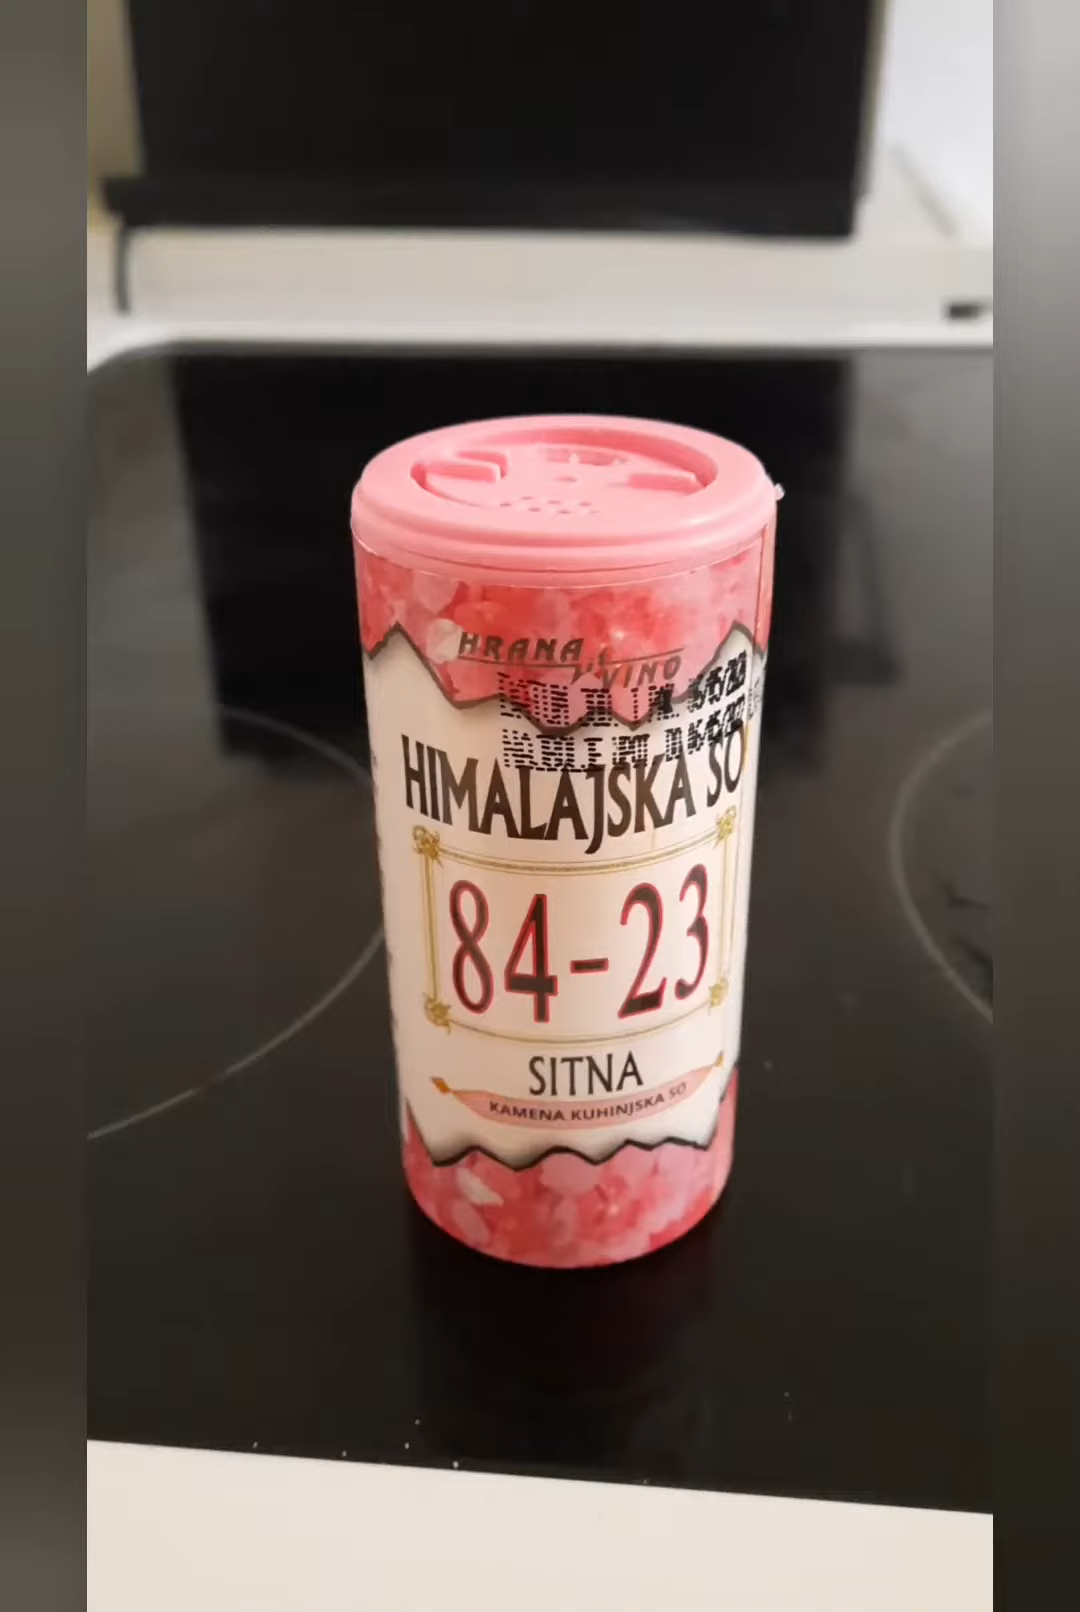 HRANA
VINO
HIMALAJSKA SO
84-23
SITNA
KAMENA KUHINJSKA SO